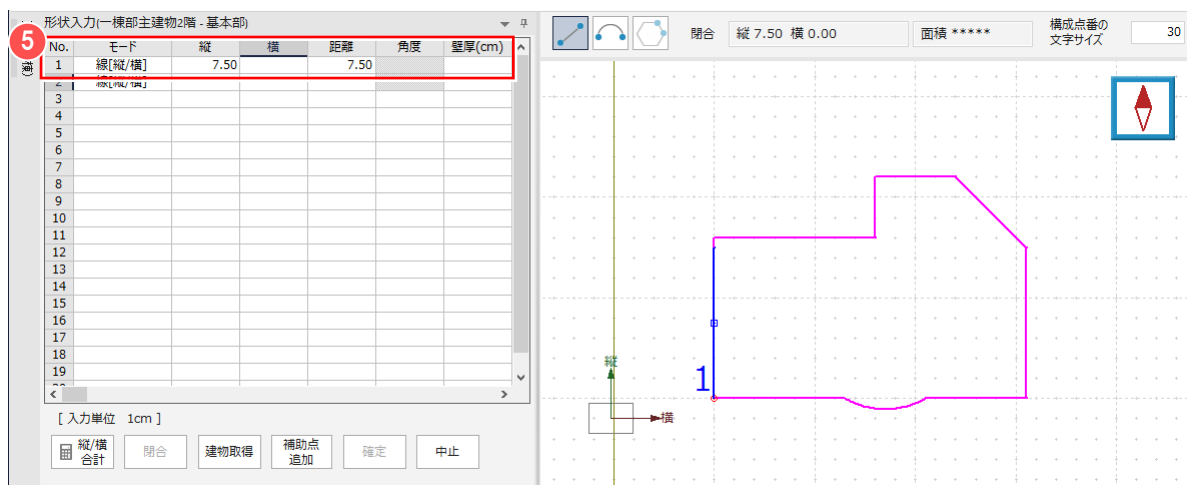 形状入力(一棟部主建物2階 - 基本部)
5
No. モード 縦 横 距離 角度 壁厚(cm)
1 線[縦/横] 7.50 7.50
2 線[縦/横]
3
4
5
6
7
8
9
10
11
12
13
14
15
16
17
18
19
[ 入力単位 1cm ]
縦/横
合計
閉合
建物取得
補助点
追加
確定
中止
閉合
縦 7.50 横 0.00
面積 *****
構成点番の
文字サイズ
30
縦
横
1